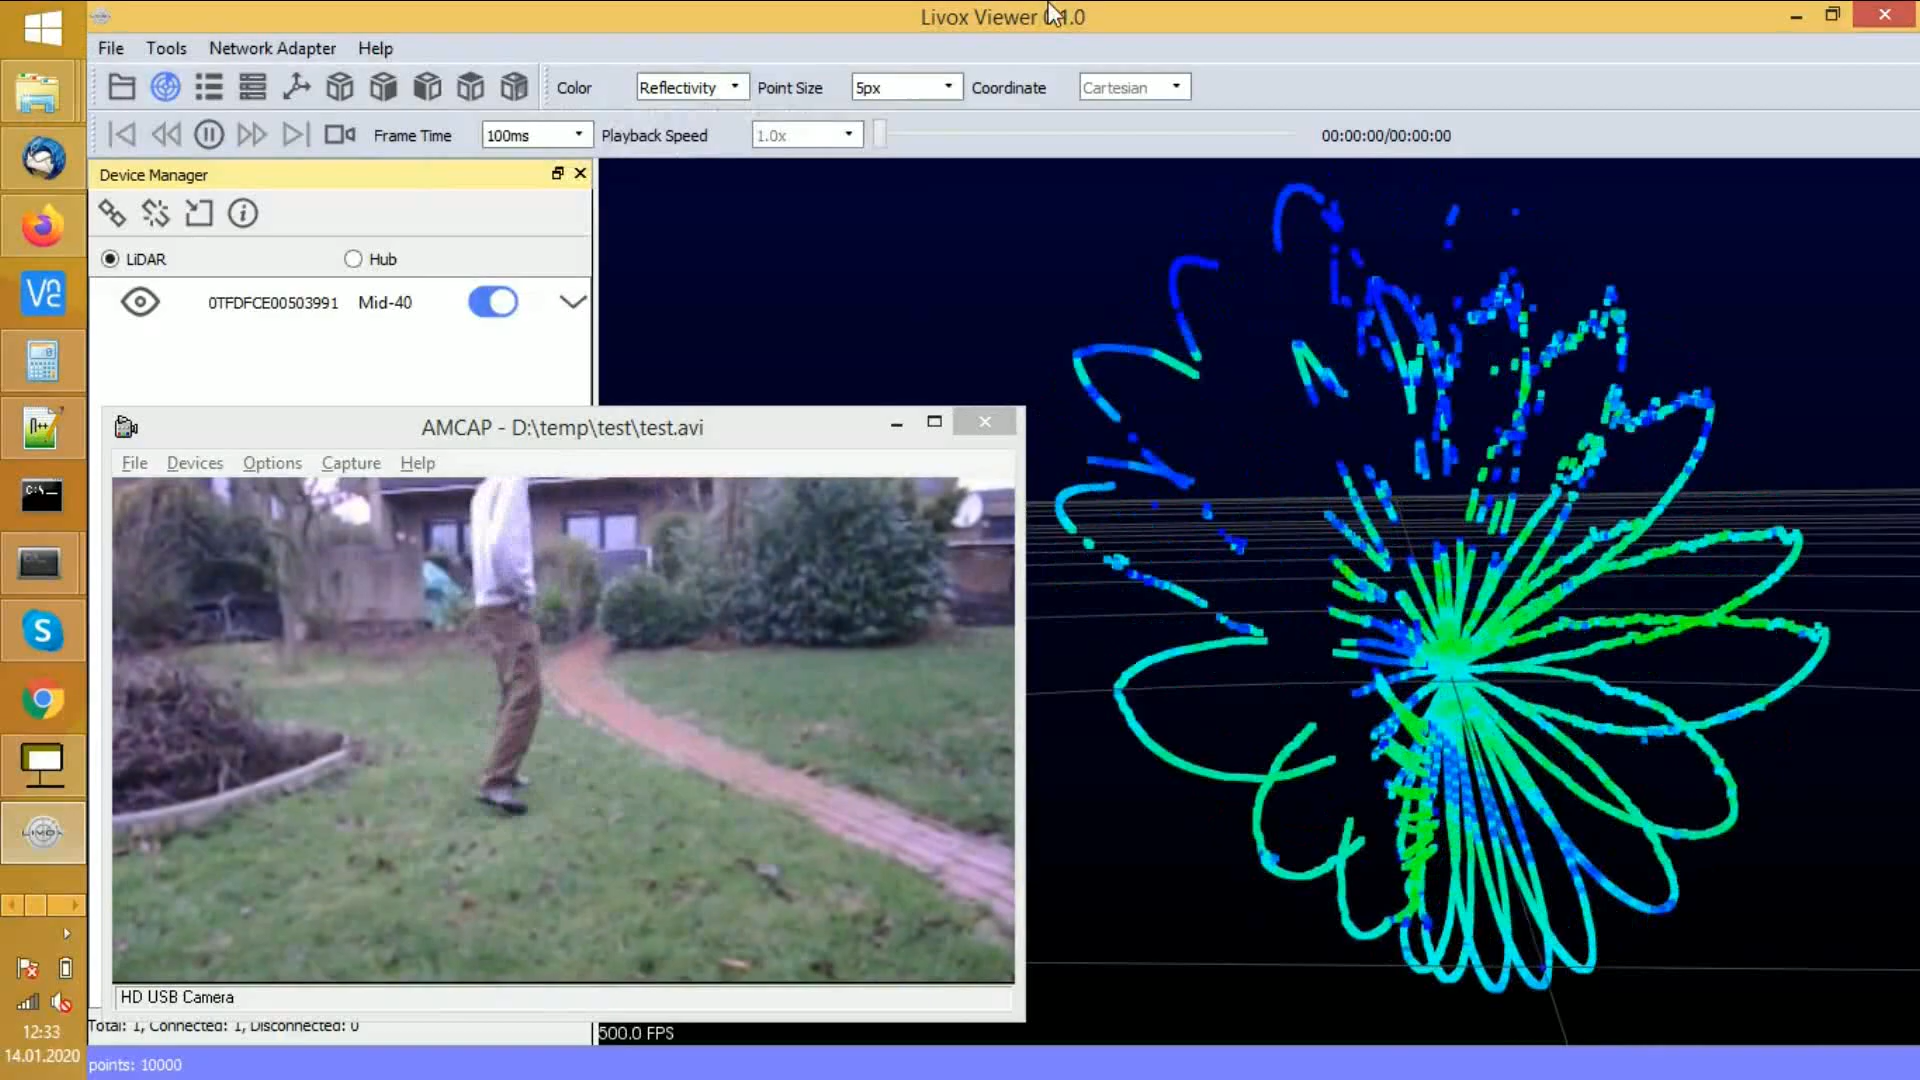 Livox Viewer 0.1.0
File Tools Network Adapter Help
Color Reflectivity Point Size 5px Coordinate Cartesian
Frame Time 100ms Playback Speed 1.0x 00:00:00/00:00:00
Device Manager
LiDAR Hub
0TFDFCE00503991 Mid-40
AMCAP - D:\temp\test\test.avi
File Devices Options Capture Help
HD USB Camera
Total: 1, Connected: 1, Disconnected: 0
500.0 FPS
points: 10000
12:33
14.01.2020